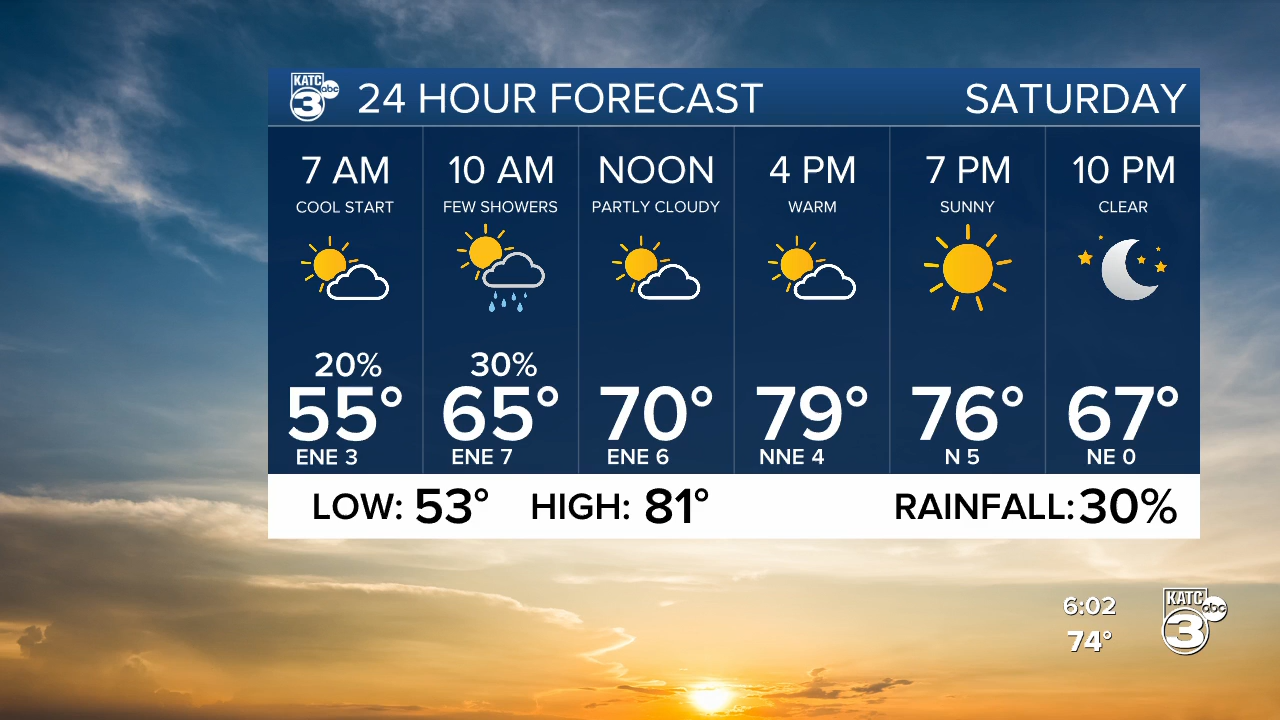 KATC abc
3
24 HOUR FORECAST
SATURDAY
7 AM
COOL START
20%
55°
ENE 3
10 AM
FEW SHOWERS
30%
65°
ENE 7
NOON
PARTLY CLOUDY
70°
ENE 6
4 PM
WARM
79°
NNE 4
7 PM
SUNNY
76°
N 5
10 PM
CLEAR
67°
NE 0
LOW: 53° HIGH: 81° RAINFALL: 30%
6:02
74°
KATC abc
3